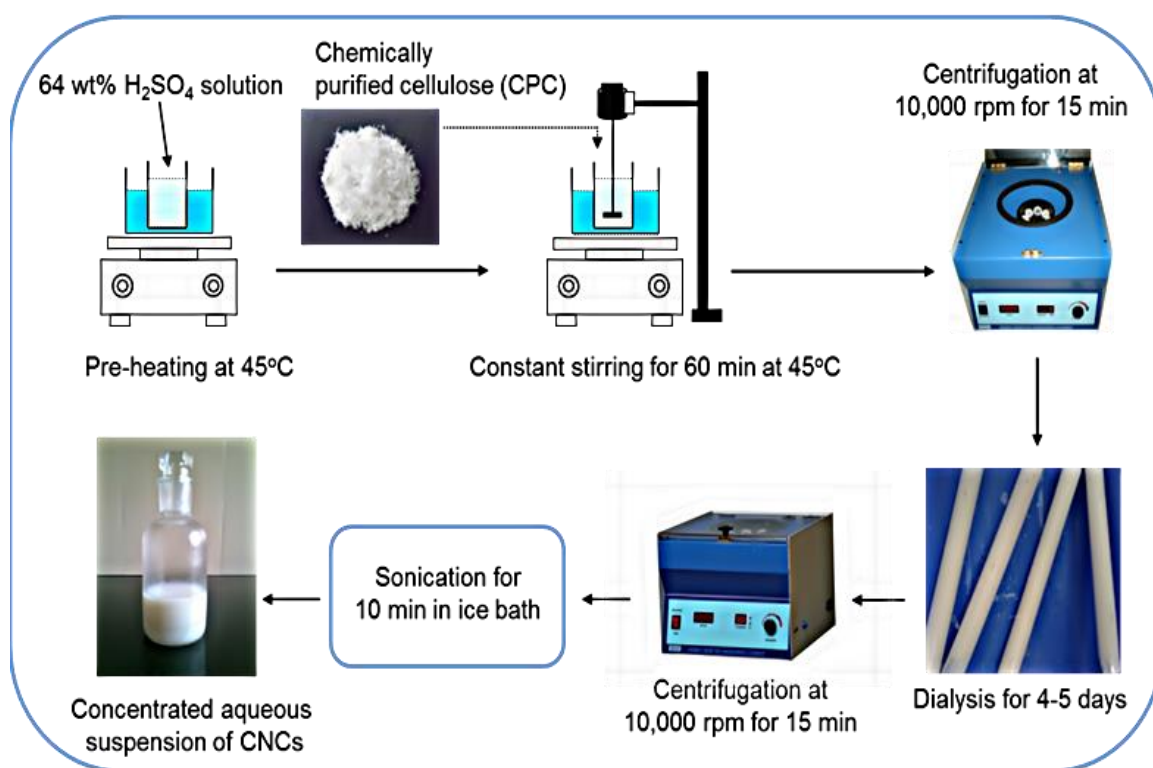 64 wt% H₂SO₄ solution
Chemically
purified cellulose (CPC)
Centrifugation at
10,000 rpm for 15 min
Pre-heating at 45ºC
Constant stirring for 60 min at 45ºC
Sonication for
10 min in ice bath
Concentrated aqueous
suspension of CNCs
Centrifugation at
10,000 rpm for 15 min
Dialysis for 4-5 days